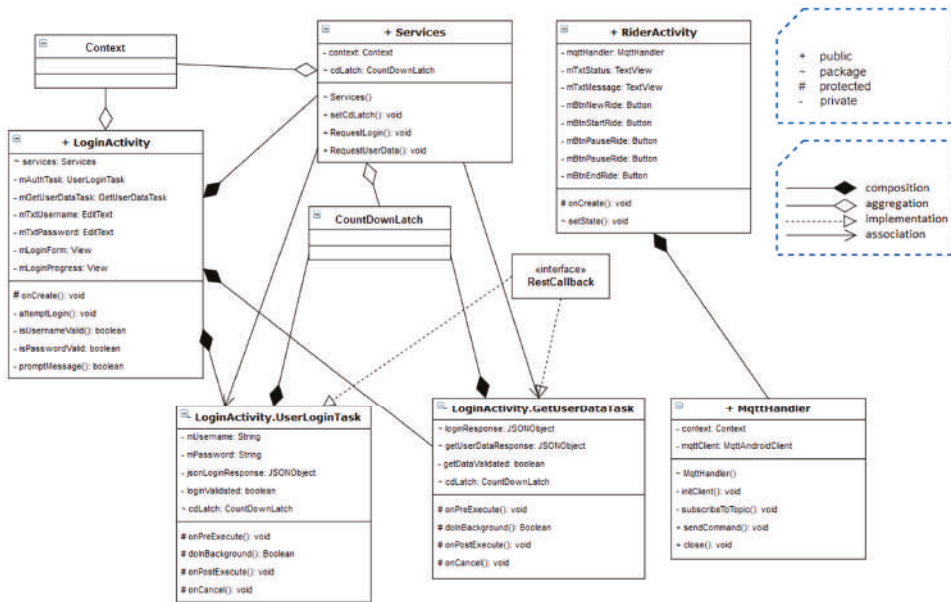 Context
+ Services
- context: Context
~ cdLatch: CountDownLatch
~ Services()
+ setCdLatch(): void
+ RequestLogin(): void
+ RequestUserData(): void
+ RiderActivity
- mqttHandler: MqttHandler
- mTxtStatus: TextView
- mTxtMessage: TextView
- mBtnNewRide: Button
- mBtnStartRide: Button
- mBtnPauseRide: Button
- mBtnPauseRide: Button
- mBtnEndRide: Button
# onCreate(): void
~ setState(): void
+ public
~ package
# protected
- private
composition
aggregation
implementation
association
+ LoginActivity
~ services: Services
- mAuthTask: UserLoginTask
- mGetUserDataTask: GetUserDataTask
- mTxtUsername: EditText
- mTxtPassword: EditText
- mLoginForm: View
- mLoginProgress: View
# onCreate(): void
- attemptLogin(): void
- isUsernameValid(): boolean
- isPasswordValid: boolean
- promptMessage(): boolean
CountDownLatch
«interface»
RestCallback
LoginActivity.UserLoginTask
- mUsername: String
- mPassword: String
- jsonLoginResponse: JSONObject
- loginValidated: boolean
~ cdLatch: CountDownLatch
# onPreExecute(): void
# doInBackground(): Boolean
# onPostExecute(): void
# onCancel(): void
LoginActivity.GetUserDataTask
~ loginResponse: JSONObject
~ getUserDataResponse: JSONObject
- getDataValidated: boolean
~ cdLatch: CountDownLatch
# onPreExecute(): void
# doInBackground(): Boolean
# onPostExecute(): void
# onCancel(): void
+ MqttHandler
- context: Context
- mqttClient: MqttAndroidClient
~ MqttHandler()
- initClient(): void
- subscribeToTopic(): void
+ sendCommand(): void
+ close(): void